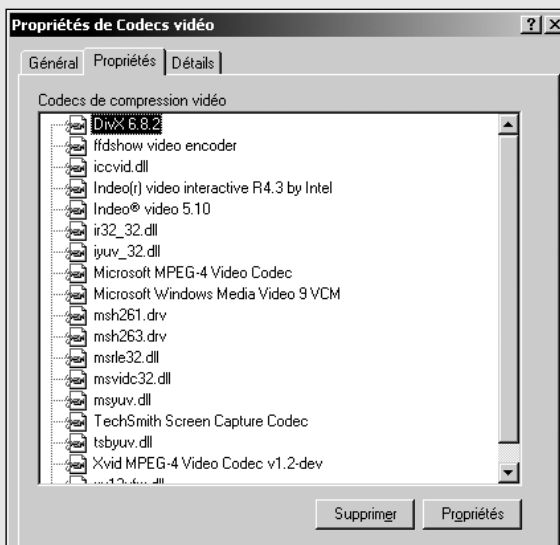 Propriétés de Codecs vidéo
Général Propriétés Détails
Codecs de compression vidéo
DivX 6.8.2
ffdshow video encoder
iccvid.dll
Indeo(r) video interactive R4.3 by Intel
Indeo® video 5.10
ir32_32.dll
iyuv_32.dll
Microsoft MPEG-4 Video Codec
Microsoft Windows Media Video 9 VCM
msh261.drv
msh263.drv
msrle32.dll
msvidc32.dll
msyuv.dll
TechSmith Screen Capture Codec
tsbyuv.dll
Xvid MPEG-4 Video Codec v1.2-dev
Supprimer Propriétés